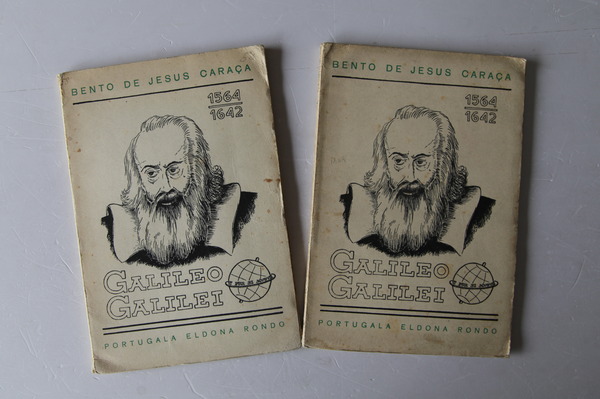 BENTO DE JESUS CARAÇA
1564
1642
GALILEO
GALILEI
PORTUGALA ELDONA RONDO
BENTO DE JESUS CARAÇA
1564
1642
GALILEO
GALILEI
PORTUGALA ELDONA RONDO